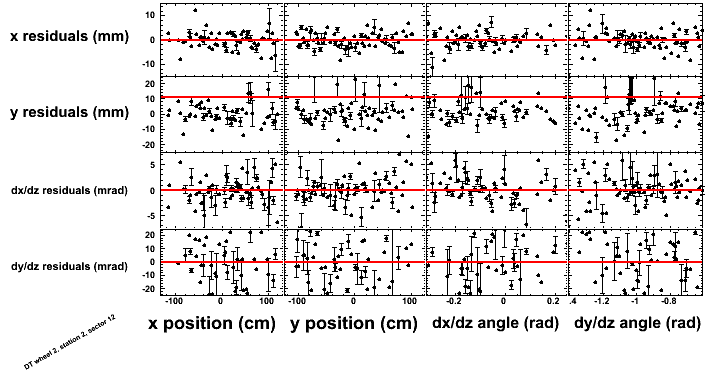 x residuals (mm)
10
0
-10
y residuals (mm)
20
10
0
-10
-20
dx/dz residuals (mrad)
5
0
-5
dy/dz residuals (mrad)
20
10
0
-10
-20
-100 0 100 -100 0 100 -0.2 0 0.2 -1.2 -1 -0.8
x position (cm) y position (cm) dx/dz angle (rad) dy/dz angle (rad)
DT wheel 2, station 2, sector 12